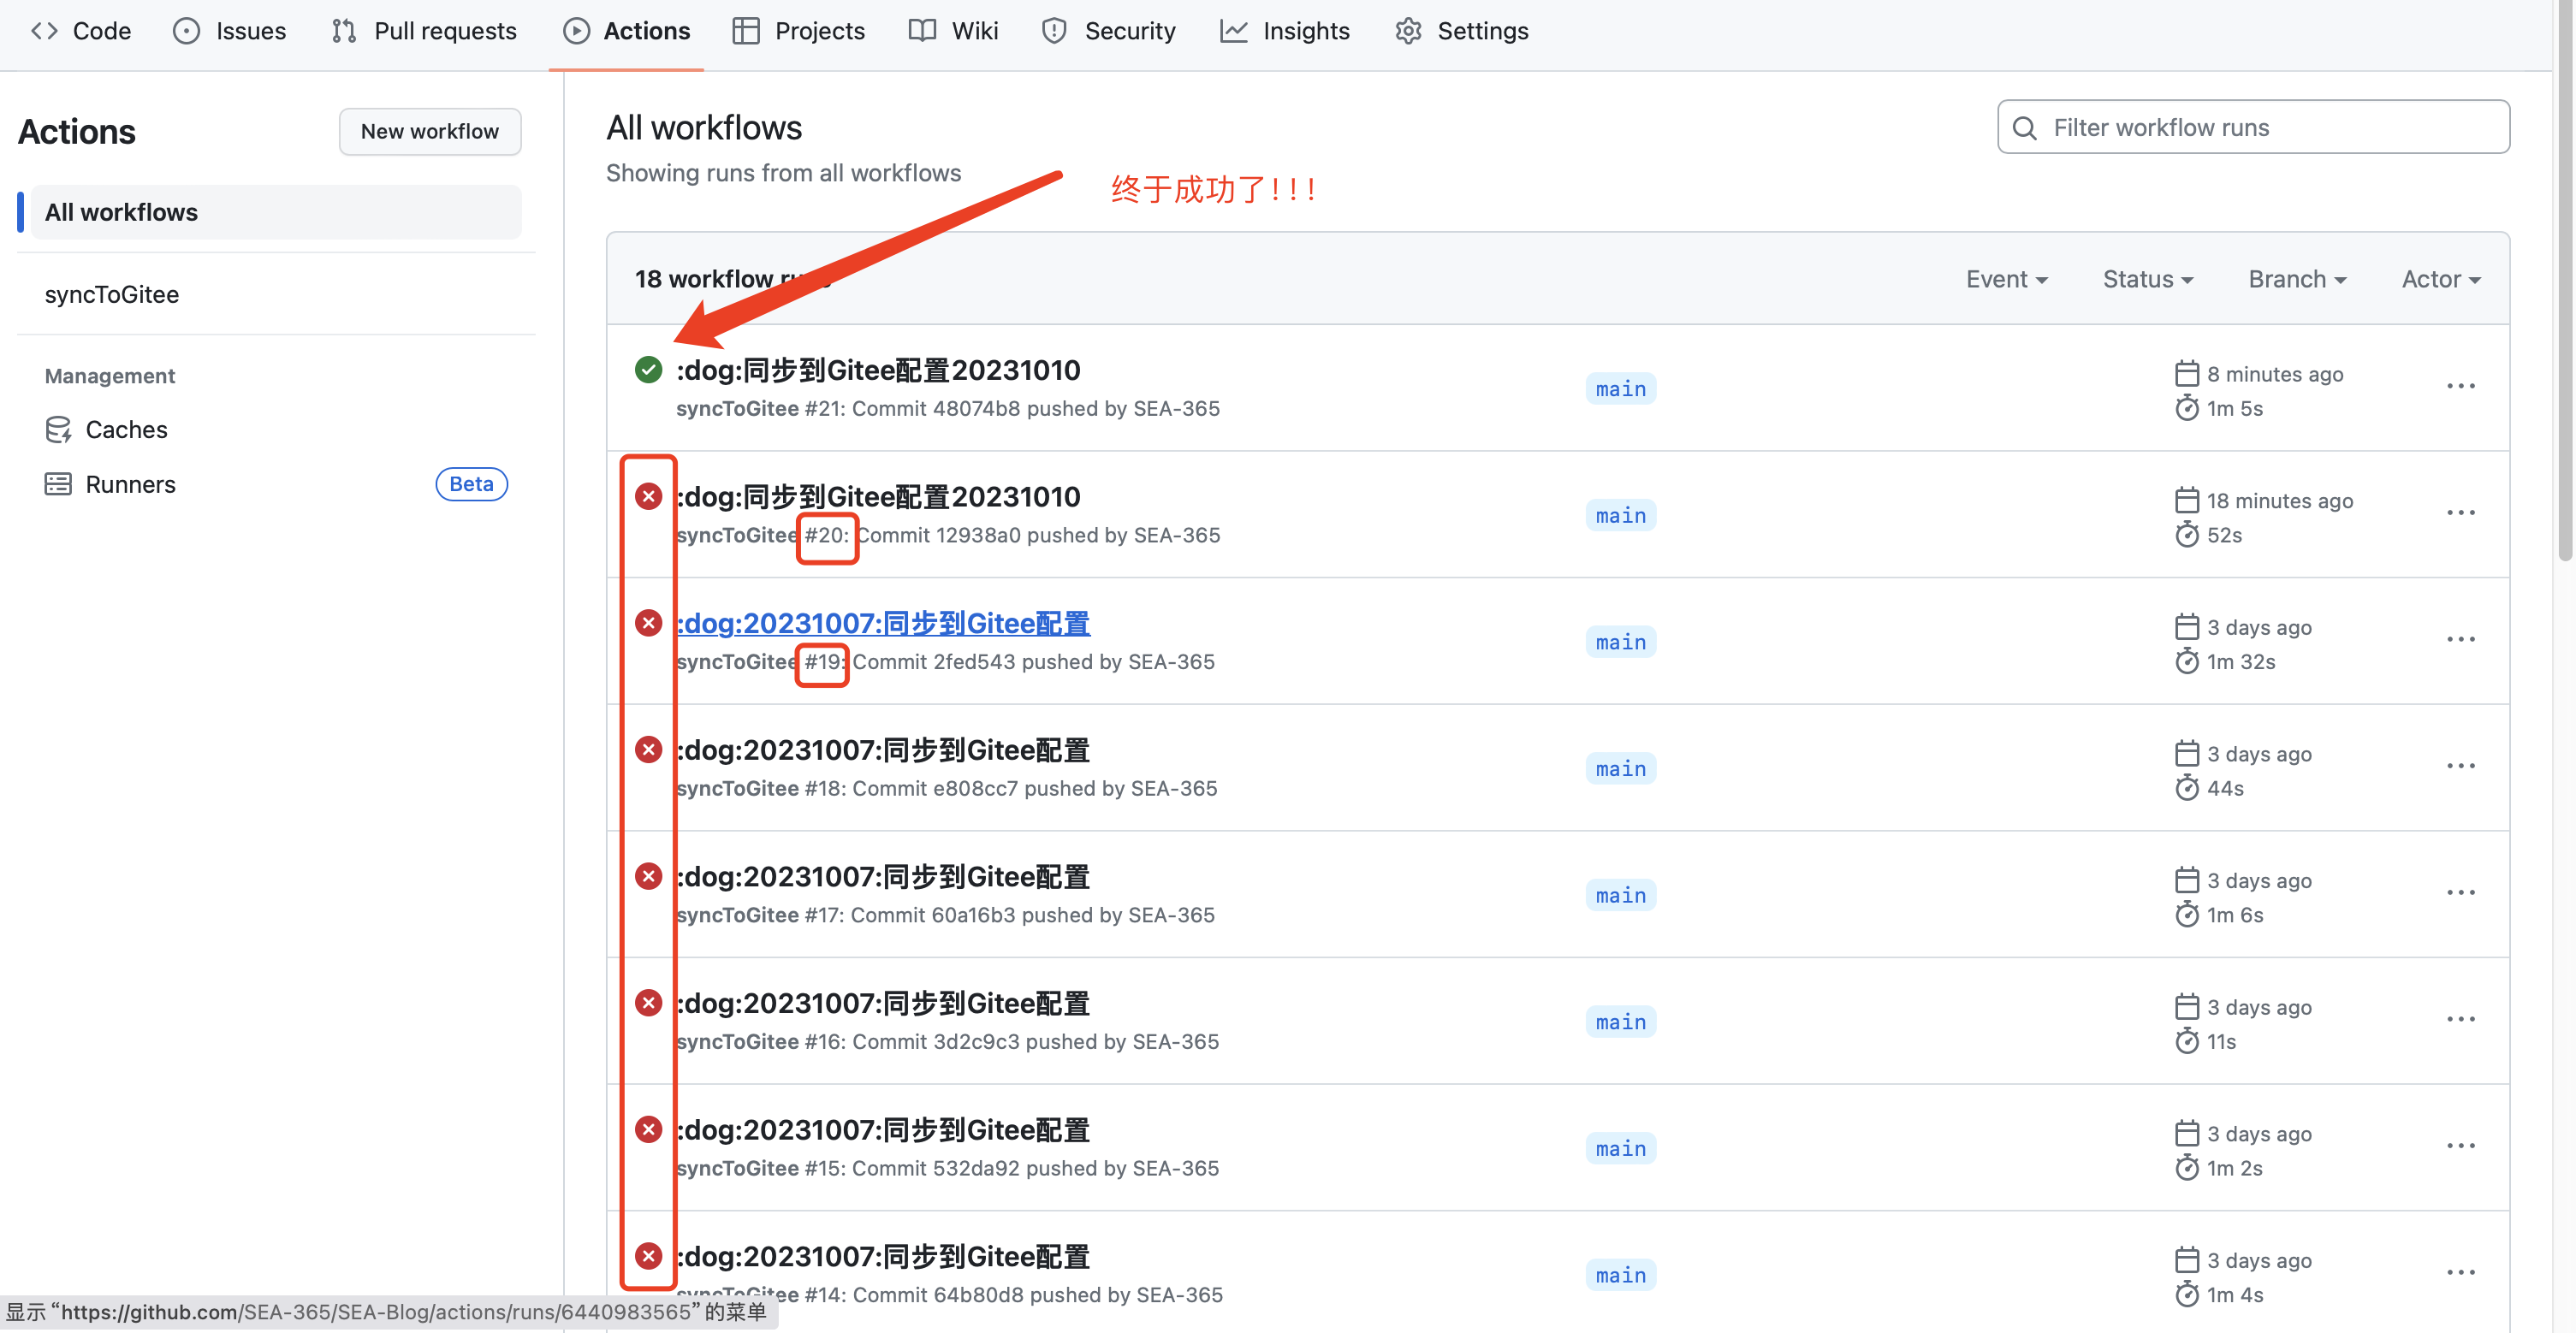 Code Issues Pull requests Actions Projects Wiki Security Insights Settings
Actions
New workflow
All workflows
syncToGitee
Management
Caches
Runners Beta
All workflows
Showing runs from all workflows
Filter workflow runs
终于成功了!!!
18 workflow
Event Status Branch Actor
:dog:同步到Gitee配置20231010
syncToGitee #21: Commit 48074b8 pushed by SEA-365
main
8 minutes ago
1m 5s
:dog:同步到Gitee配置20231010
syncToGitee #20: Commit 12938a0 pushed by SEA-365
main
18 minutes ago
52s
:dog:20231007:同步到Gitee配置
syncToGitee #19: Commit 2fed543 pushed by SEA-365
main
3 days ago
1m 32s
:dog:20231007:同步到Gitee配置
syncToGitee #18: Commit e808cc7 pushed by SEA-365
main
3 days ago
44s
:dog:20231007:同步到Gitee配置
syncToGitee #17: Commit 60a16b3 pushed by SEA-365
main
3 days ago
1m 6s
:dog:20231007:同步到Gitee配置
syncToGitee #16: Commit 3d2c9c3 pushed by SEA-365
main
3 days ago
11s
:dog:20231007:同步到Gitee配置
syncToGitee #15: Commit 532da92 pushed by SEA-365
main
3 days ago
1m 2s
:dog:20231007:同步到Gitee配置
syncToGitee #14: Commit 64b80d8 pushed by SEA-365
main
3 days ago
1m 4s
显示“https://github.com/SEA-365/SEA-Blog/actions/runs/6440983565”的菜单